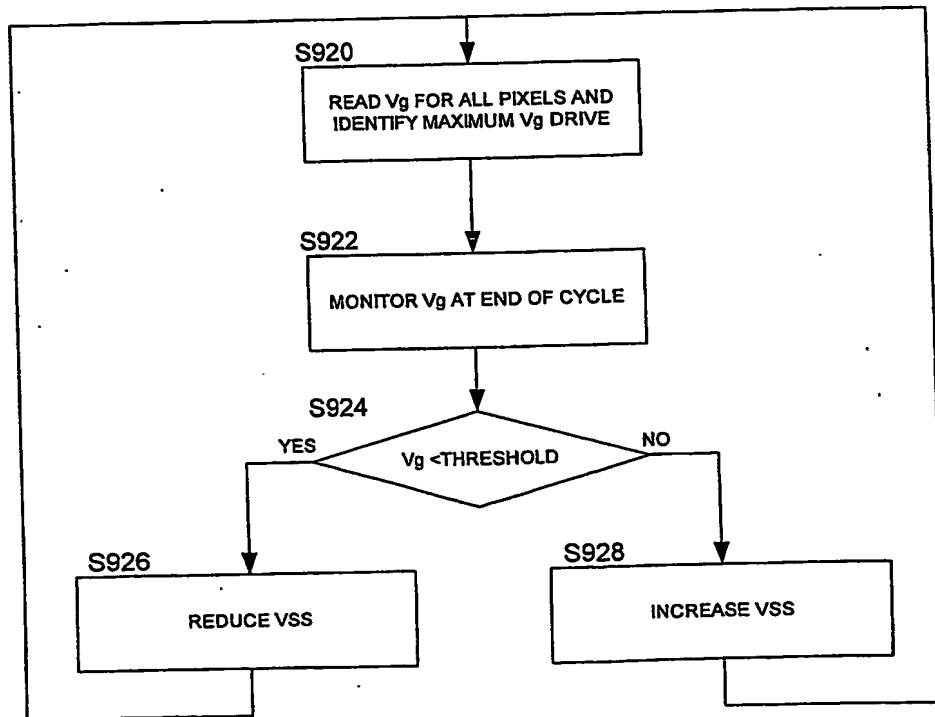 S920
READ Vg FOR ALL PIXELS AND
IDENTIFY MAXIMUM Vg DRIVE
S922
MONITOR Vg AT END OF CYCLE
S924
YES
Vg <THRESHOLD
NO
S926
REDUCE VSS
S928
INCREASE VSS